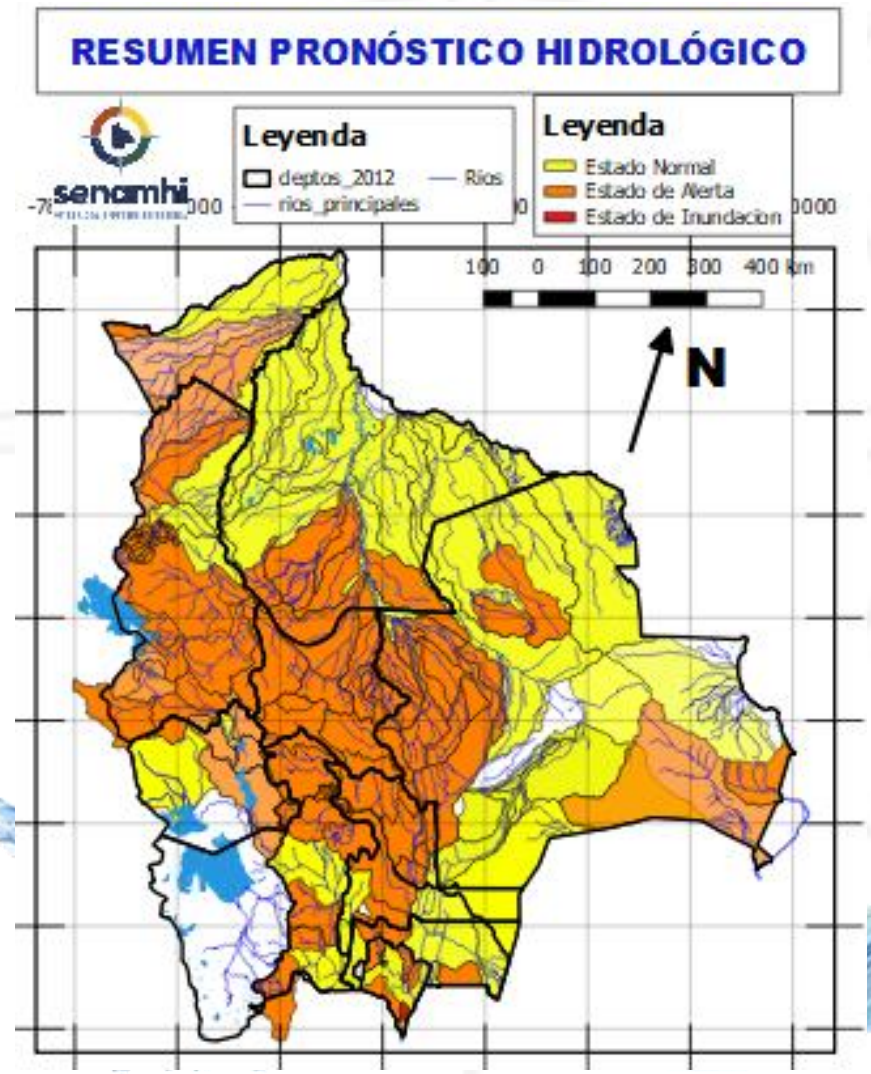 RESUMEN PRONÓSTICO HIDROLÓGICO
senamhi
Leyenda
deptos_2012
Rios
rios_principales
Leyenda
Estado Normal
Estado de Alerta
Estado de Inundacion
100 0 100 200 300 400 km
N